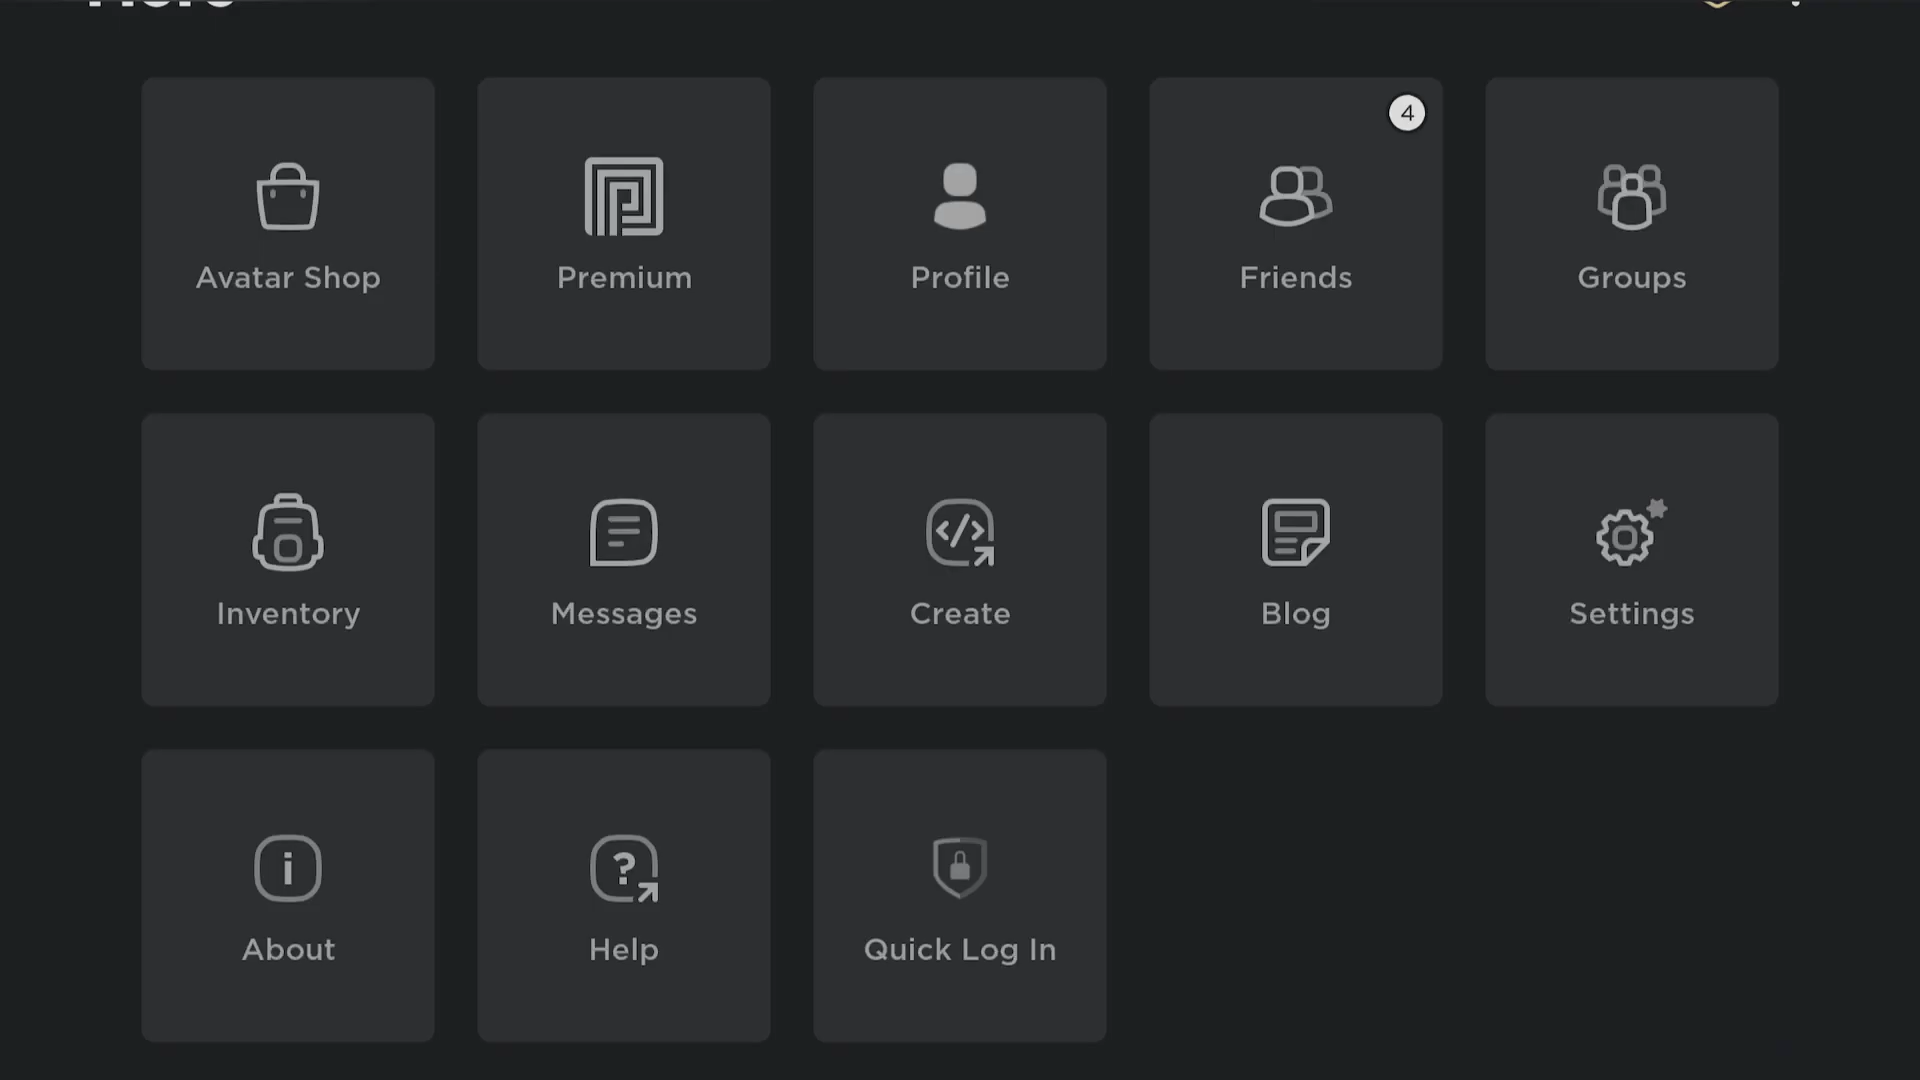 4
Avatar Shop
Premium
Profile
Friends
Groups
Inventory
Messages
Create
Blog
Settings
About
Help
Quick Log In